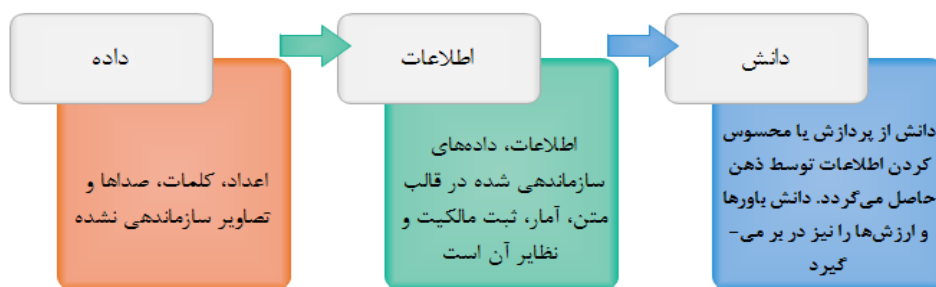 داده
اعداد، کلمات، صداها و
تصاویر سازماندهی نشده
اطلاعات
اطلاعات، داده‌های
سازماندهی شده در قالب
متن، آمار، ثبت مالکیت و
نظایر آن است
دانش
دانش از پردازش یا محسوس
کردن اطلاعات توسط ذهن
حاصل می‌گردد. دانش باورها
و ارزش‌ها را نیز در بر می-
گیرد